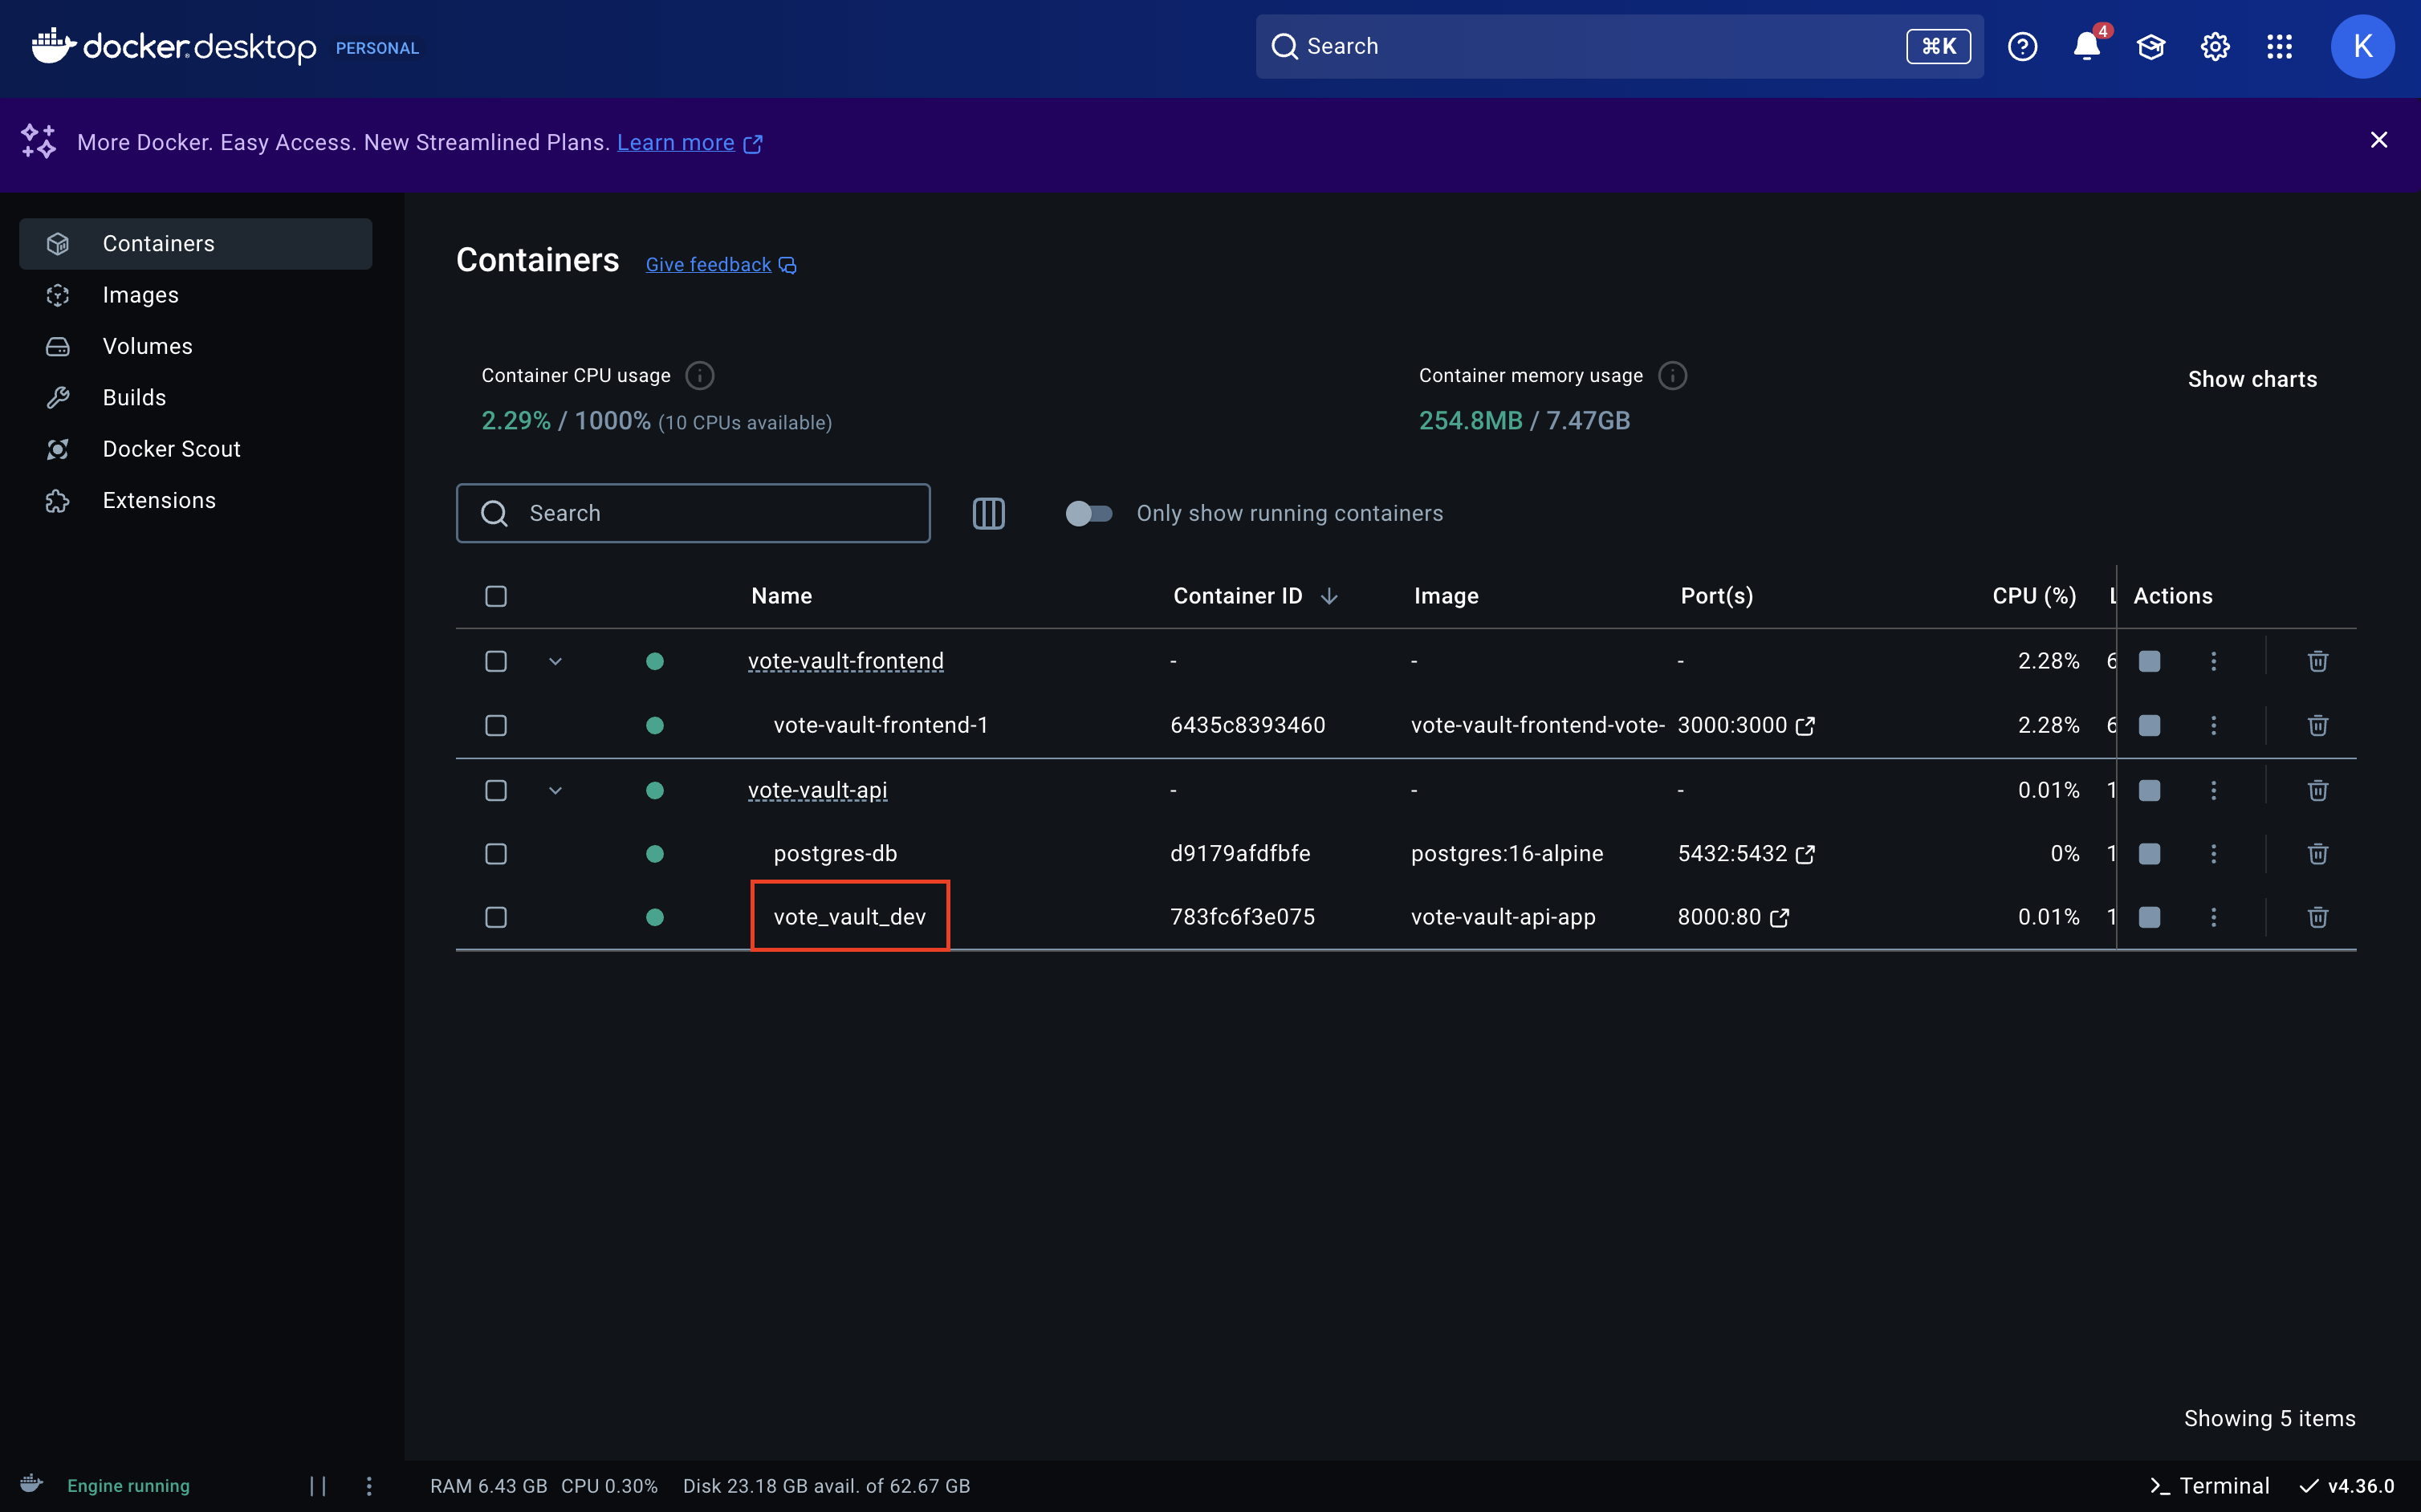 docker desktop PERSONAL
Search ⌘K 4 K
More Docker. Easy Access. New Streamlined Plans. Learn more
Containers
Images
Volumes
Builds
Docker Scout
Extensions
Containers Give feedback
Container CPU usage
2.29% / 1000% (10 CPUs available)
Container memory usage
254.8MB / 7.47GB
Show charts
Search
Only show running containers
Name Container ID Image Port(s) CPU (%) Actions
vote-vault-frontend - - - 2.28% 6
vote-vault-frontend-1 6435c8393460 vote-vault-frontend-vote- 3000:3000 2.28% 6
vote-vault-api - - - 0.01% 1
postgres-db d9179afdfbfe postgres:16-alpine 5432:5432 0% 1
vote_vault_dev 783fc6f3e075 vote-vault-api-app 8000:80 0.01% 1
Showing 5 items
Engine running
RAM 6.43 GB CPU 0.30% Disk 23.18 GB avail. of 62.67 GB
Terminal v4.36.0